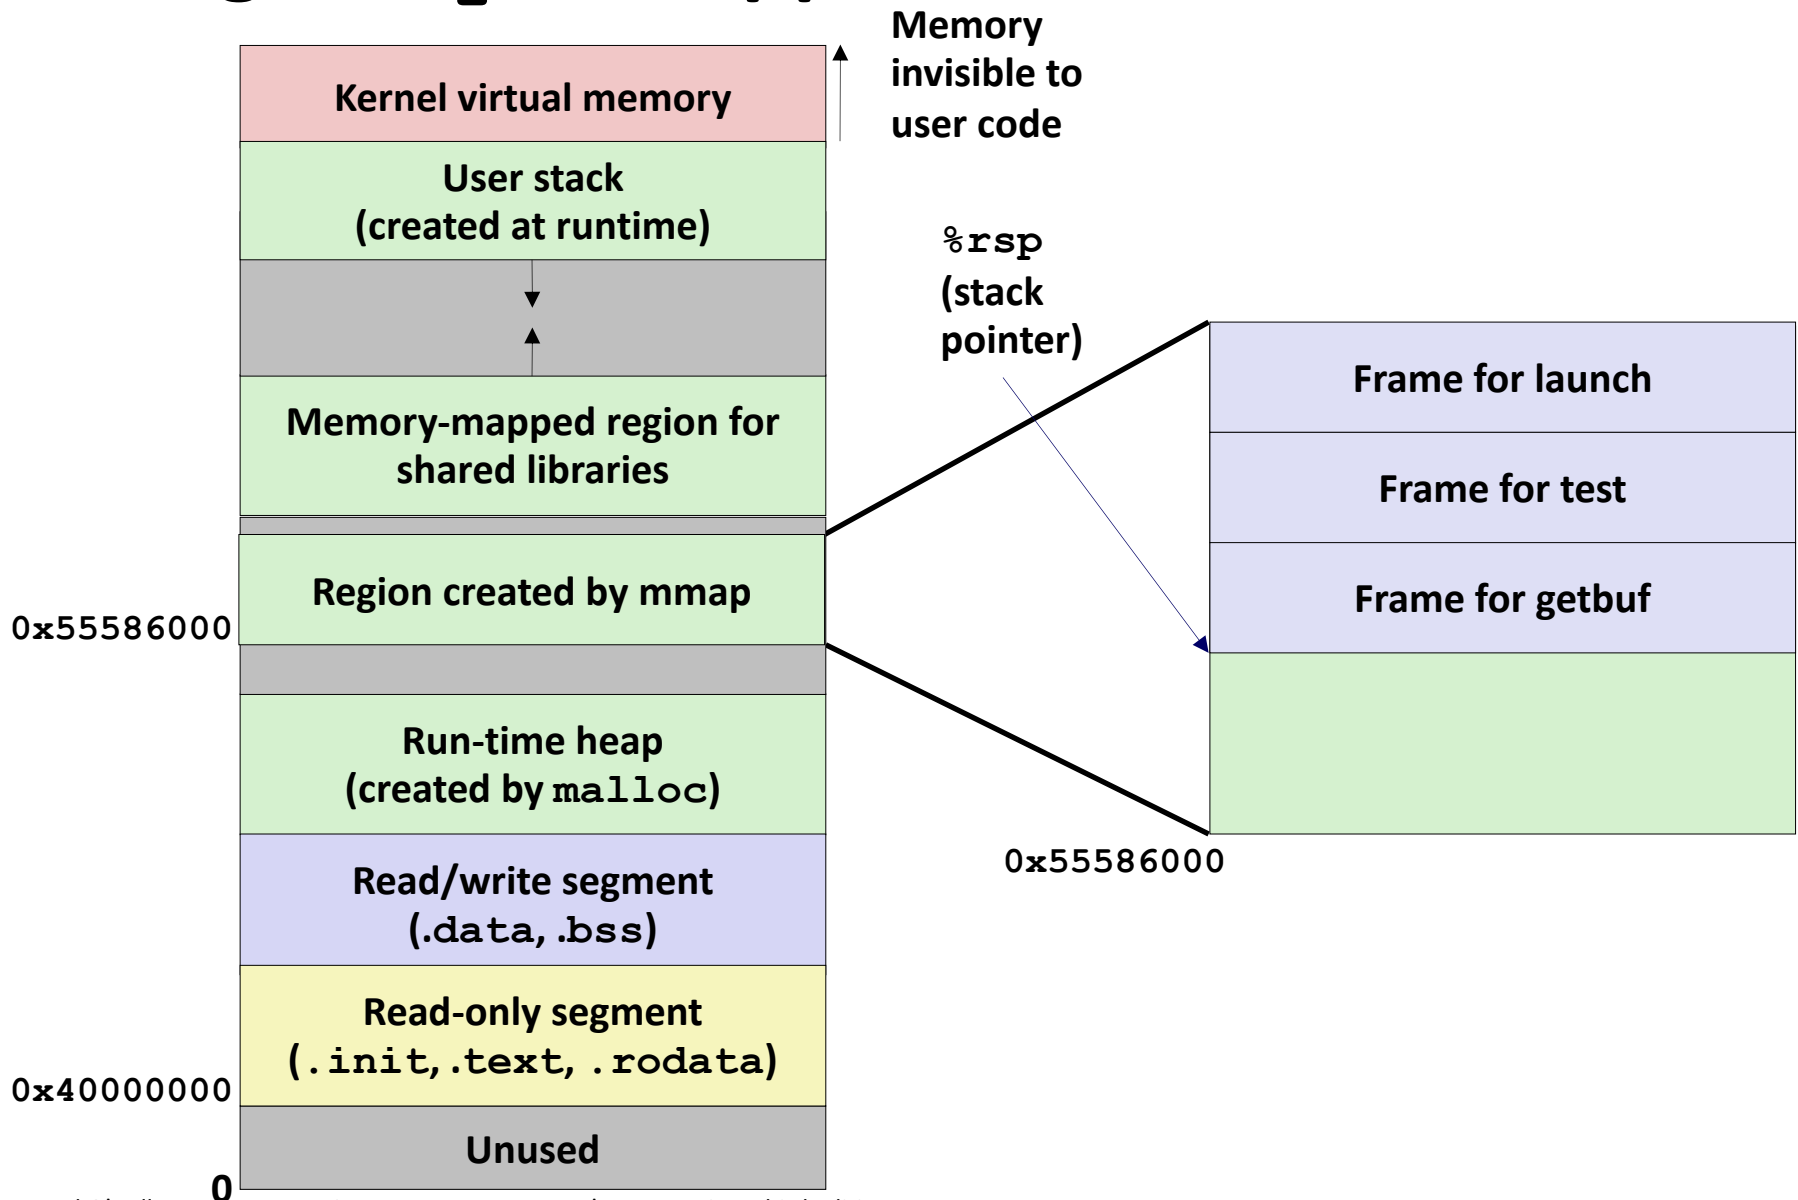 Memory
invisible to
user code
Kernel virtual memory
User stack
(created at runtime)
%rsp
(stack
pointer)
Memory-mapped region for
shared libraries
Frame for launch
Frame for test
Frame for getbuf
Region created by mmap
0x55586000
0x55586000
Run-time heap
(created by malloc)
Read/write segment
(.data, .bss)
Read-only segment
(.init, .text, .rodata)
0x40000000
Unused
0